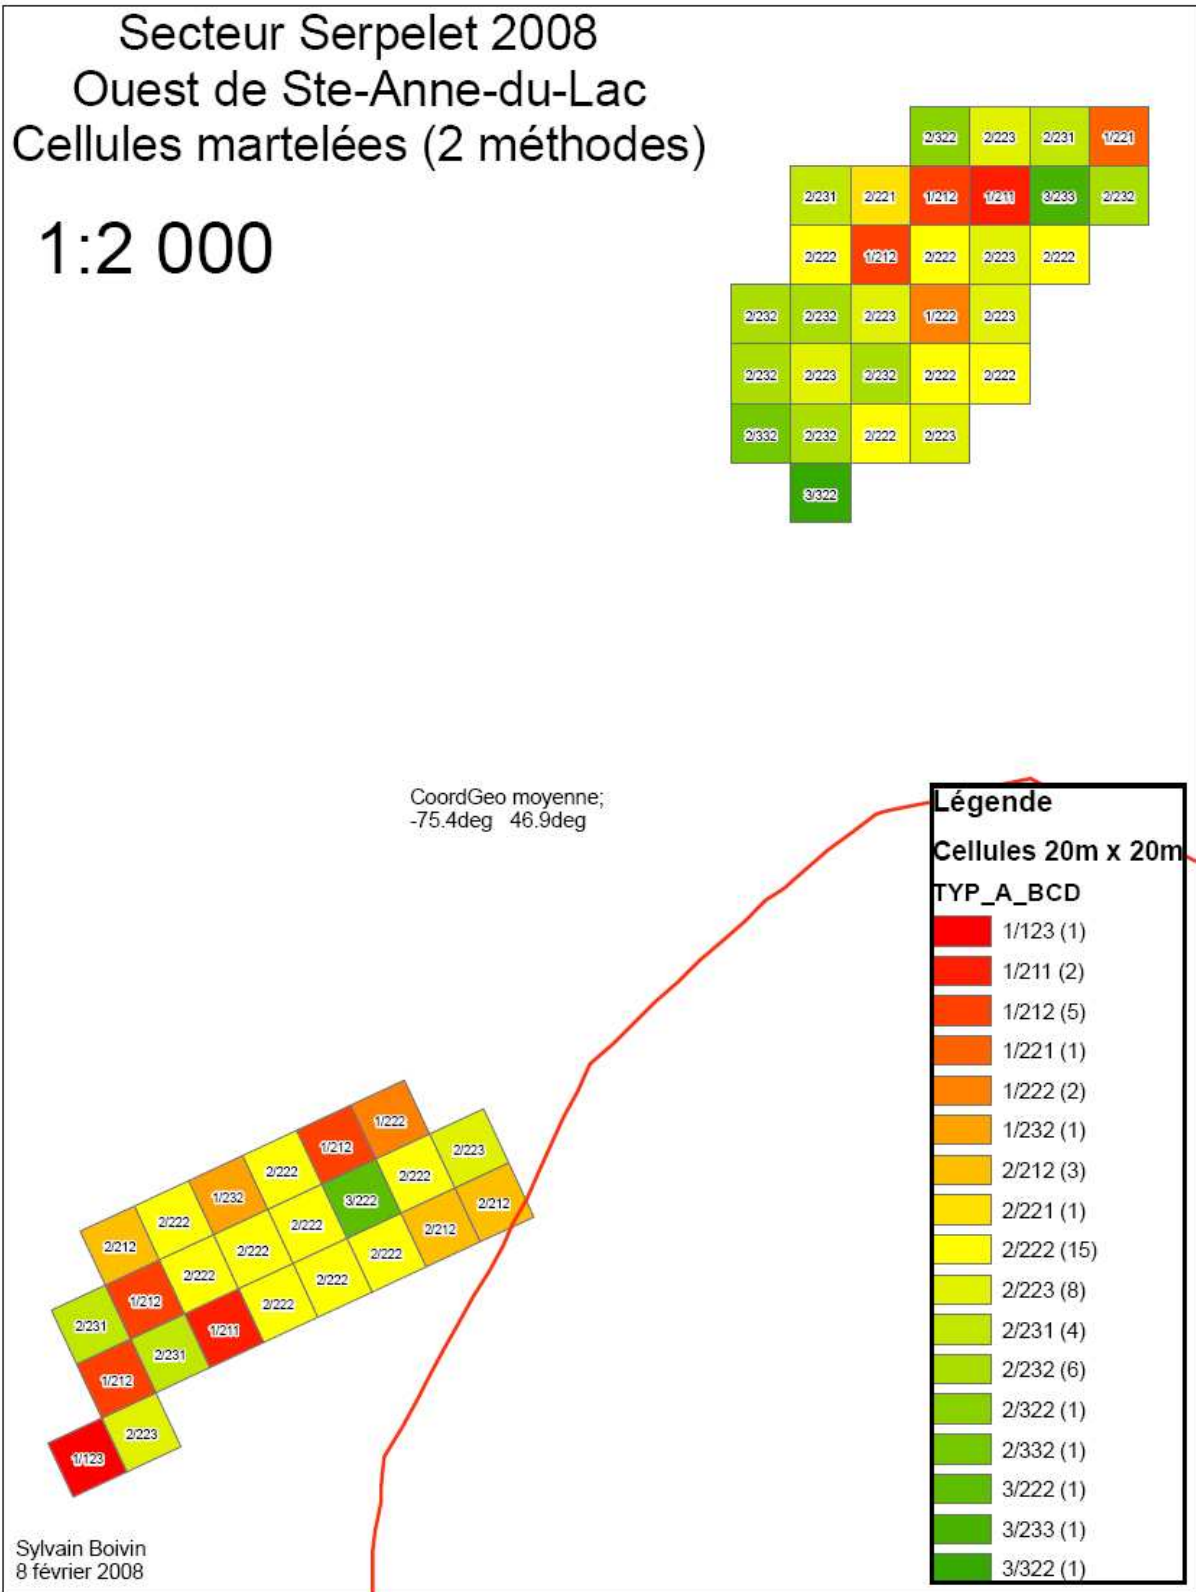 Secteur Serpelet 2008
Ouest de Ste-Anne-du-Lac
Cellules martelées (2 méthodes)
1:2 000
2/322 2/223 2/231 1/221
2/231 2/221 1/212 1/211 3/233 2/232
2/222 1/212 2/222 2/223 2/222
2/232 2/232 2/223 1/222 2/223
2/232 2/223 2/232 2/222 2/222
2/332 2/232 2/222 2/223
3/322
CoordGeo moyenne;
-75.4deg 46.9deg
2/212 2/222 1/232 2/222 1/212 1/222
2/231 1/212 2/222 2/222 2/222 3/222 2/222 2/223
1/212 2/231 1/211 2/222 2/222 2/222 2/212 2/212
1/123 2/223
Légende
Cellules 20m x 20m
TYP_A_BCD
1/123 (1)
1/211 (2)
1/212 (5)
1/221 (1)
1/222 (2)
1/232 (1)
2/212 (3)
2/221 (1)
2/222 (15)
2/223 (8)
2/231 (4)
2/232 (6)
2/322 (1)
2/332 (1)
3/222 (1)
3/233 (1)
3/322 (1)
Sylvain Boivin
8 février 2008